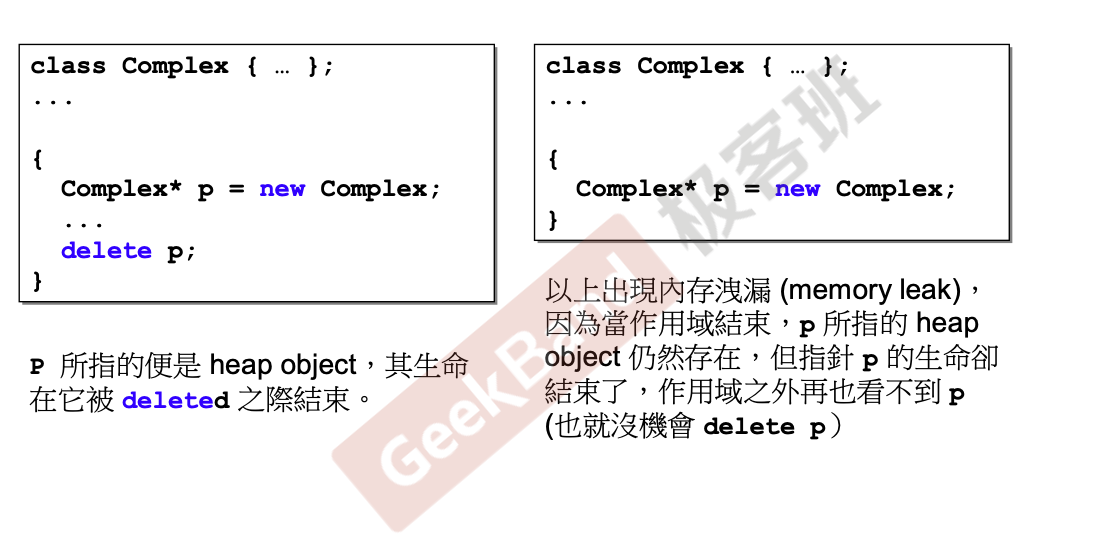 class Complex { … };
...
{
Complex* p = new Complex;
...
delete p;
}
P 所指的便是 heap object，其生命
在它被 deleted 之際結束。
class Complex { … };
...
{
Complex* p = new Complex;
}
以上出現內存洩漏 (memory leak)，
因為當作用域結束，p 所指的 heap
object 仍然存在，但指針 p 的生命卻
結束了，作用域之外再也看不到 p
(也就沒機會 delete p）
GeekBand 极客班